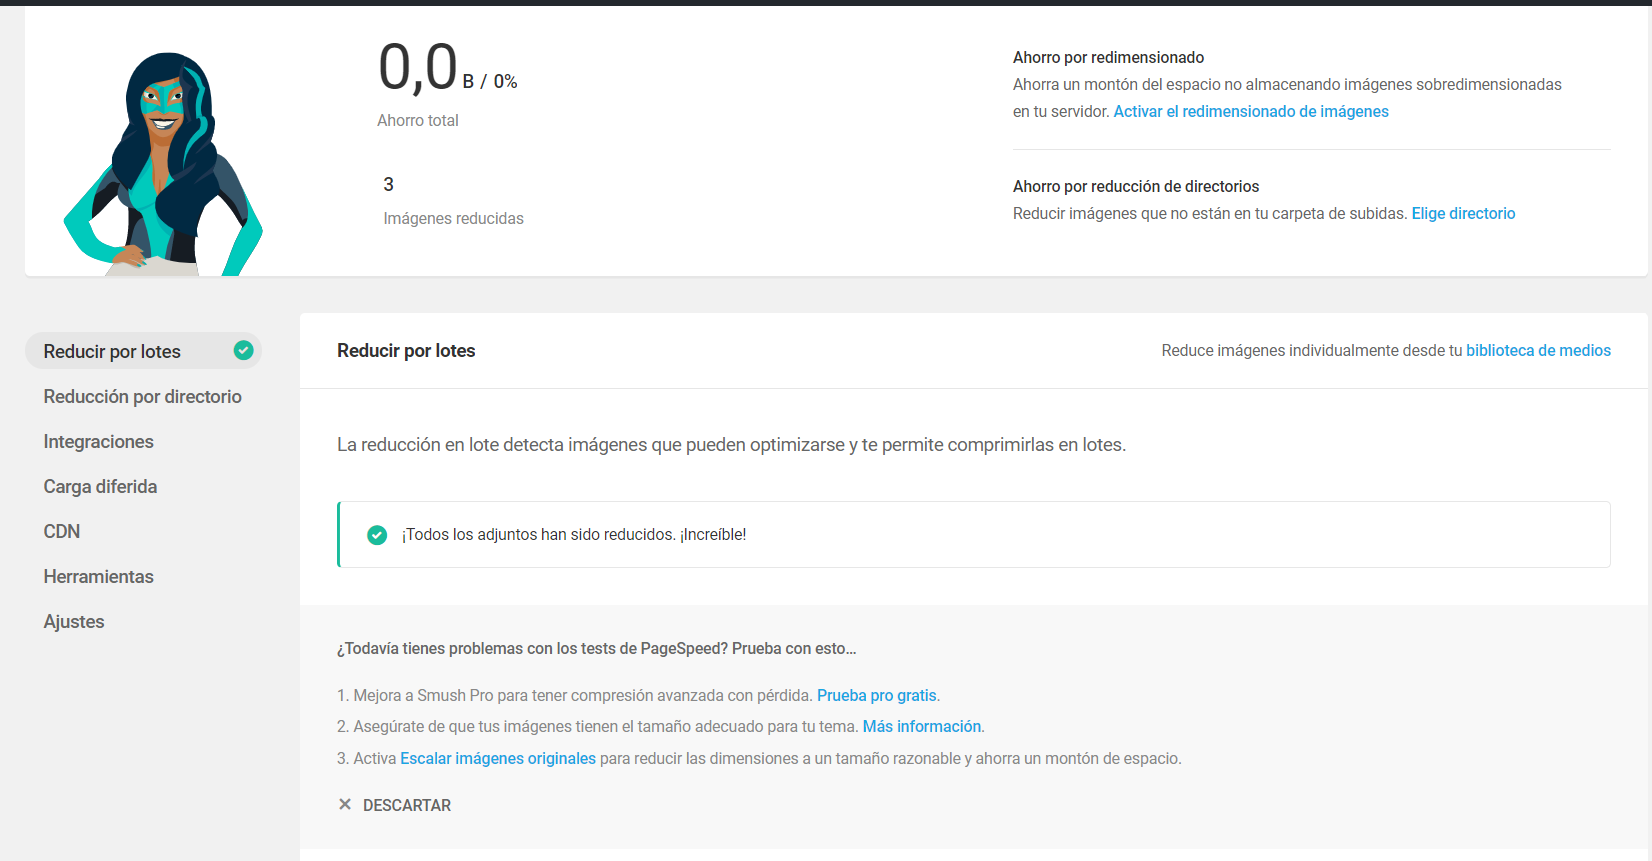 0,0 B / 0%
Ahorro total
3
Imágenes reducidas
Ahorro por redimensionado
Ahorra un montón del espacio no almacenando imágenes sobredimensionadas
en tu servidor. Activar el redimensionado de imágenes
Ahorro por reducción de directorios
Reducir imágenes que no están en tu carpeta de subidas. Elige directorio
Reducir por lotes
Reducción por directorio
Integraciones
Carga diferida
CDN
Herramientas
Ajustes
Reducir por lotes
Reduce imágenes individualmente desde tu biblioteca de medios
La reducción en lote detecta imágenes que pueden optimizarse y te permite comprimirlas en lotes.
¡Todos los adjuntos han sido reducidos. ¡Increíble!
¿Todavía tienes problemas con los tests de PageSpeed? Prueba con esto…
1. Mejora a Smush Pro para tener compresión avanzada con pérdida. Prueba pro gratis.
2. Asegúrate de que tus imágenes tienen el tamaño adecuado para tu tema. Más información.
3. Activa Escalar imágenes originales para reducir las dimensiones a un tamaño razonable y ahorra un montón de espacio.
× DESCARTAR